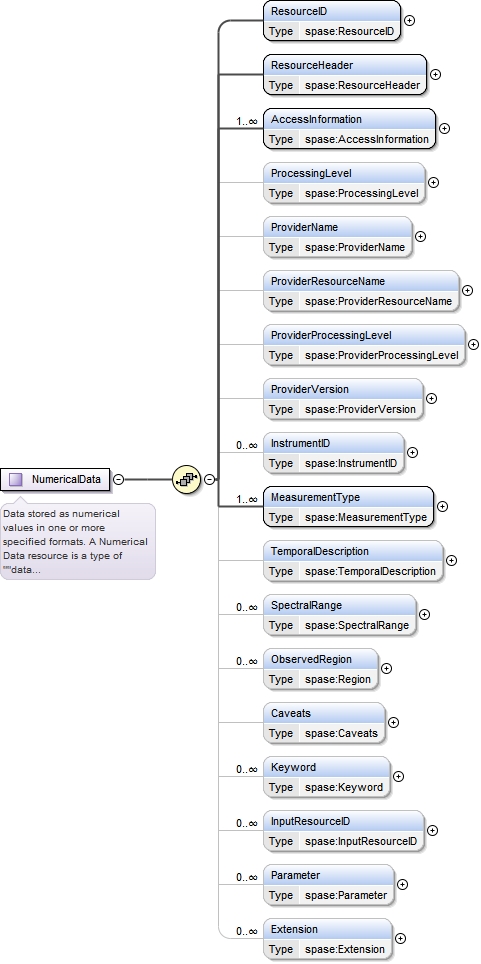 ResourceID
Type spase:ResourceID
ResourceHeader
Type spase:ResourceHeader
1..∞
AccessInformation
Type spase:AccessInformation
ProcessingLevel
Type spase:ProcessingLevel
ProviderName
Type spase:ProviderName
ProviderResourceName
Type spase:ProviderResourceName
ProviderProcessingLevel
Type spase:ProviderProcessingLevel
ProviderVersion
Type spase:ProviderVersion
0..∞
InstrumentID
Type spase:InstrumentID
NumericalData
Data stored as numerical
values in one or more
specified formats. A Numerical
Data resource is a type of
""data...
1..∞
MeasurementType
Type spase:MeasurementType
TemporalDescription
Type spase:TemporalDescription
0..∞
SpectralRange
Type spase:SpectralRange
0..∞
ObservedRegion
Type spase:Region
Caveats
Type spase:Caveats
0..∞
Keyword
Type spase:Keyword
0..∞
InputResourceID
Type spase:InputResourceID
0..∞
Parameter
Type spase:Parameter
0..∞
Extension
Type spase:Extension